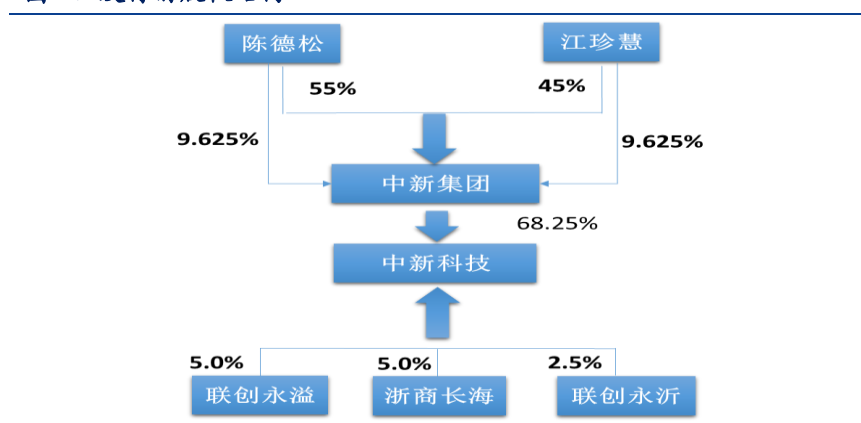 陈德松
江珍慧
55%
45%
9.625%
9.625%
中新集团
68.25%
中新科技
5.0%
5.0%
2.5%
联创永溢
浙商长海
联创永沂